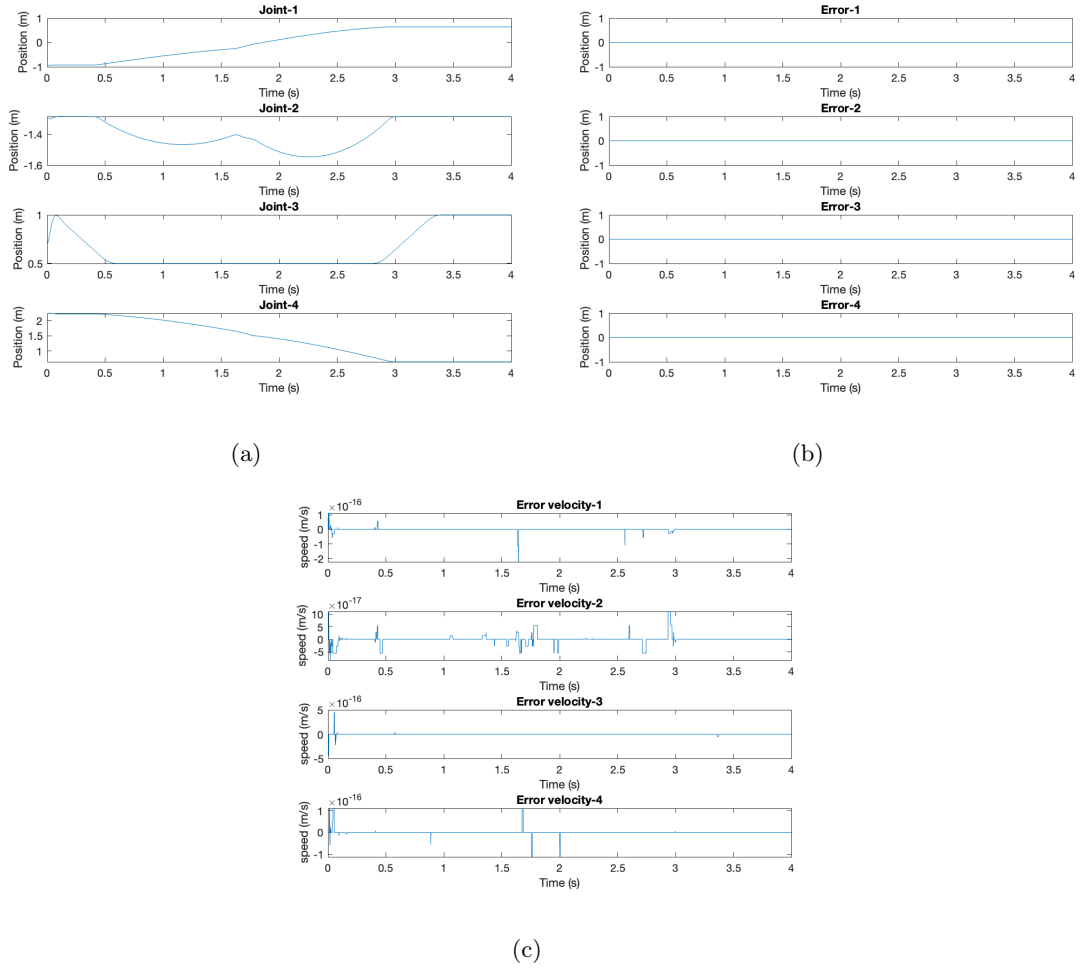 Joint-1
Position (m)
1
0
-1
0 0.5 1 1.5 2 2.5 3 3.5 4
Time (s)
Joint-2
Position (m)
-1.4
-1.6
0 0.5 1 1.5 2 2.5 3 3.5 4
Time (s)
Joint-3
Position (m)
1
0.5
0 0.5 1 1.5 2 2.5 3 3.5 4
Time (s)
Joint-4
Position (m)
2
1.5
1
0 0.5 1 1.5 2 2.5 3 3.5 4
Time (s)
(a)
Error-1
Position (m)
1
0
-1
0 0.5 1 1.5 2 2.5 3 3.5 4
Time (s)
Error-2
Position (m)
1
0
-1
0 0.5 1 1.5 2 2.5 3 3.5 4
Time (s)
Error-3
Position (m)
1
0
-1
0 0.5 1 1.5 2 2.5 3 3.5 4
Time (s)
Error-4
Position (m)
1
0
-1
0 0.5 1 1.5 2 2.5 3 3.5 4
Time (s)
(b)
×10⁻¹⁶ Error velocity-1
speed (m/s)
1
0
-1
-2
0 0.5 1 1.5 2 2.5 3 3.5 4
Time (s)
×10⁻¹⁷ Error velocity-2
speed (m/s)
10
5
0
-5
0 0.5 1 1.5 2 2.5 3 3.5 4
Time (s)
×10⁻¹⁶ Error velocity-3
speed (m/s)
5
0
-5
0 0.5 1 1.5 2 2.5 3 3.5 4
Time (s)
×10⁻¹⁶ Error velocity-4
speed (m/s)
1
0
-1
0 0.5 1 1.5 2 2.5 3 3.5 4
Time (s)
(c)